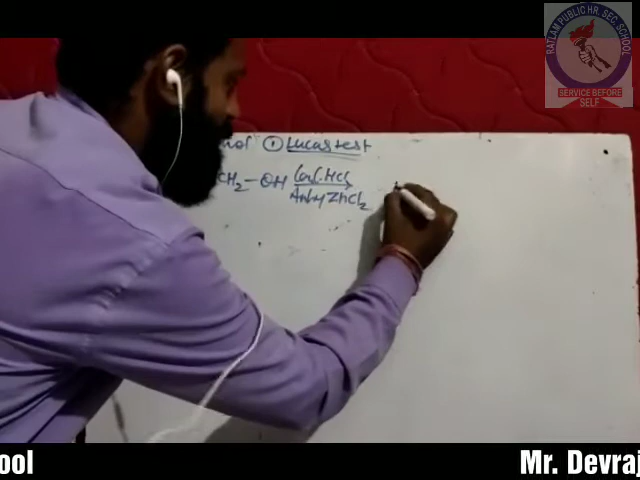 RATLAM PUBLIC HR. SEC. SCHOOL
SERVICE BEFORE
SELF
nol ① Lucas test
CH₂-OH Conc. HCl
Anhy ZnCl₂
ool
Mr. Devraj